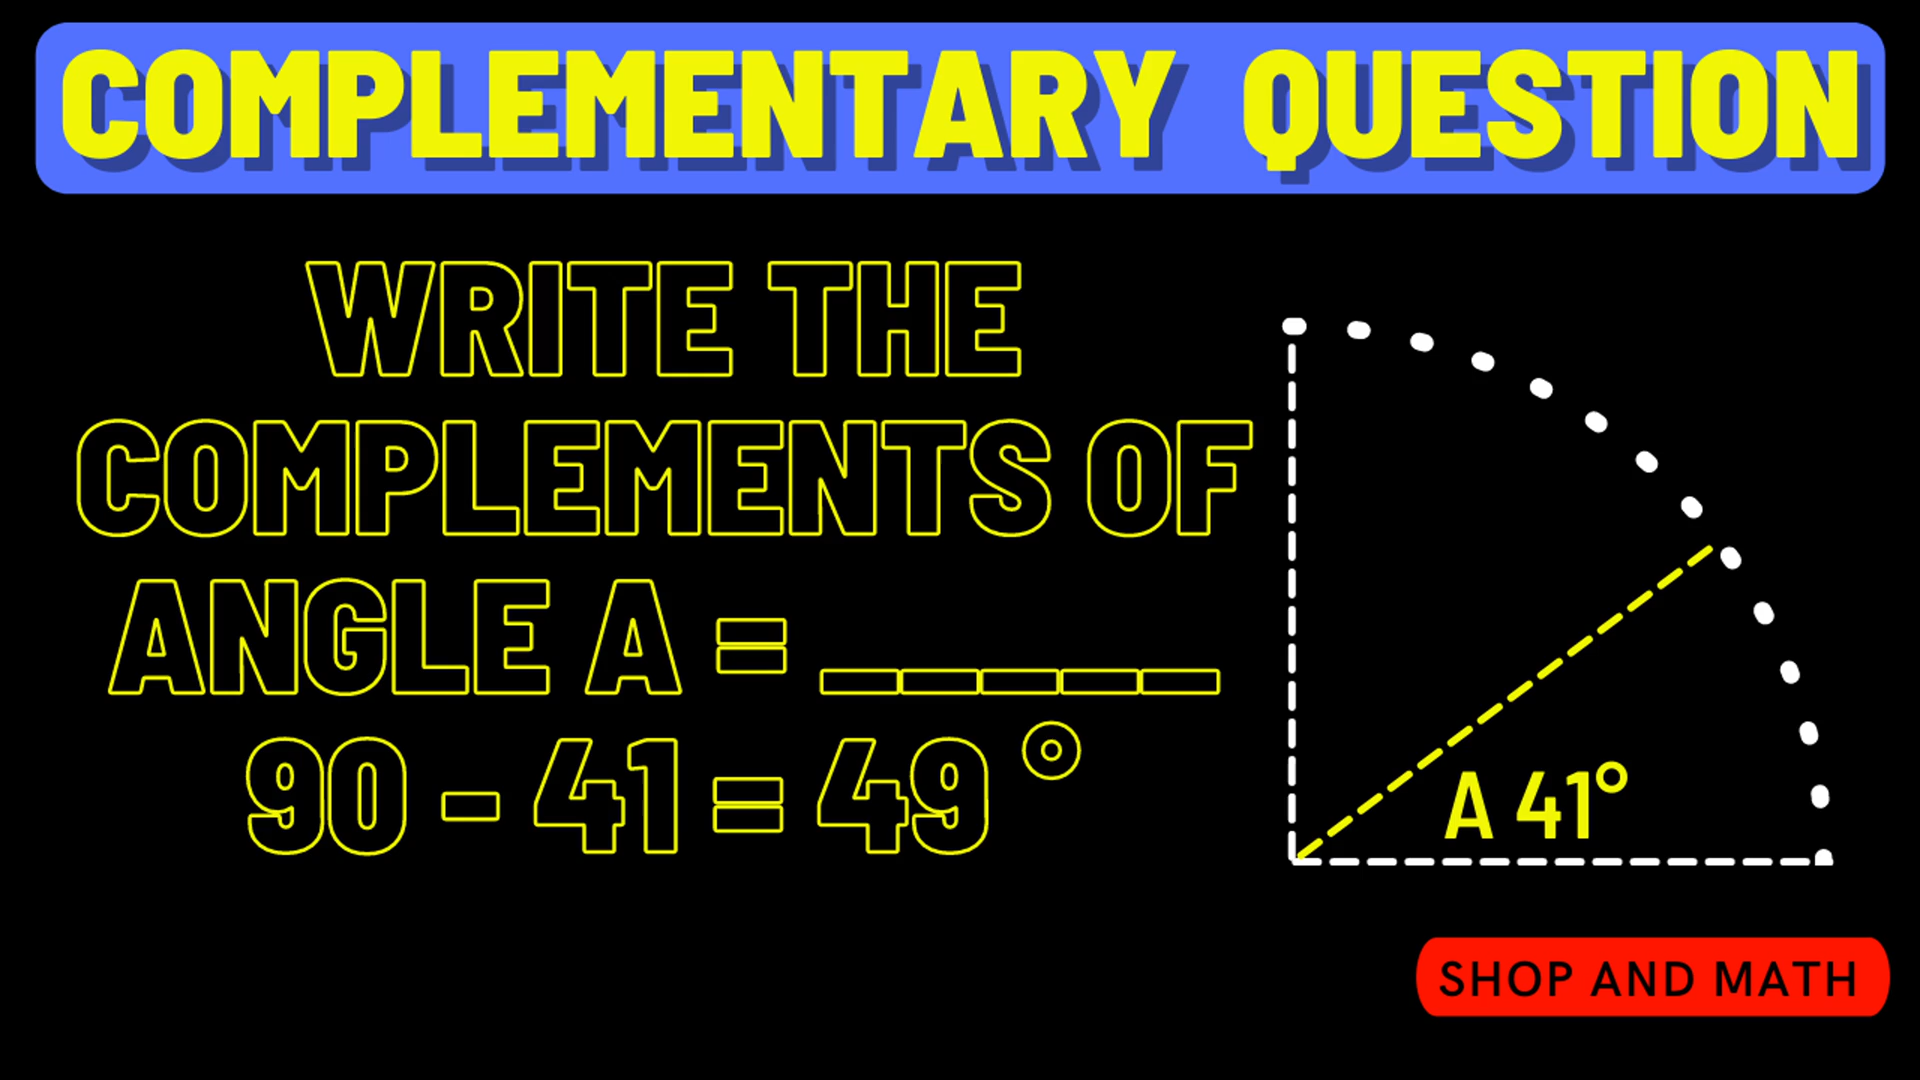 COMPLEMENTARY QUESTION
WRITE THE
COMPLEMENTS OF
ANGLE A = _____
90 - 41 = 49°
A 41°
SHOP AND MATH